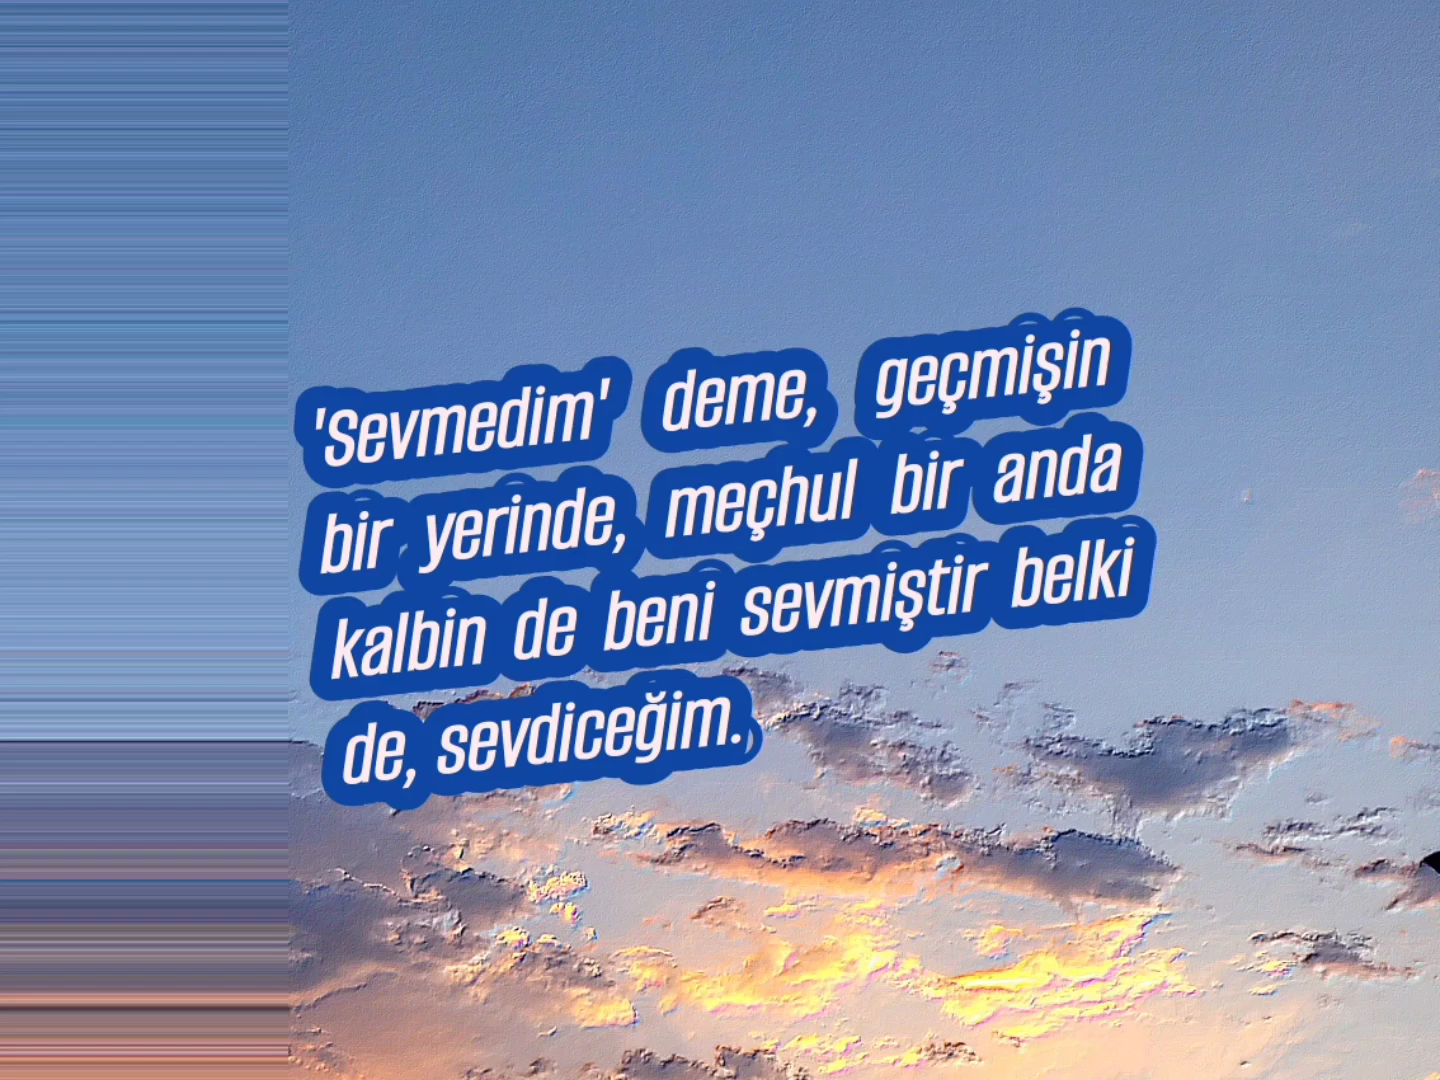 'Sevmedim' deme, geçmişin
bir yerinde, meçhul bir anda
kalbin de beni sevmiştir belki
de, sevdiceğim.